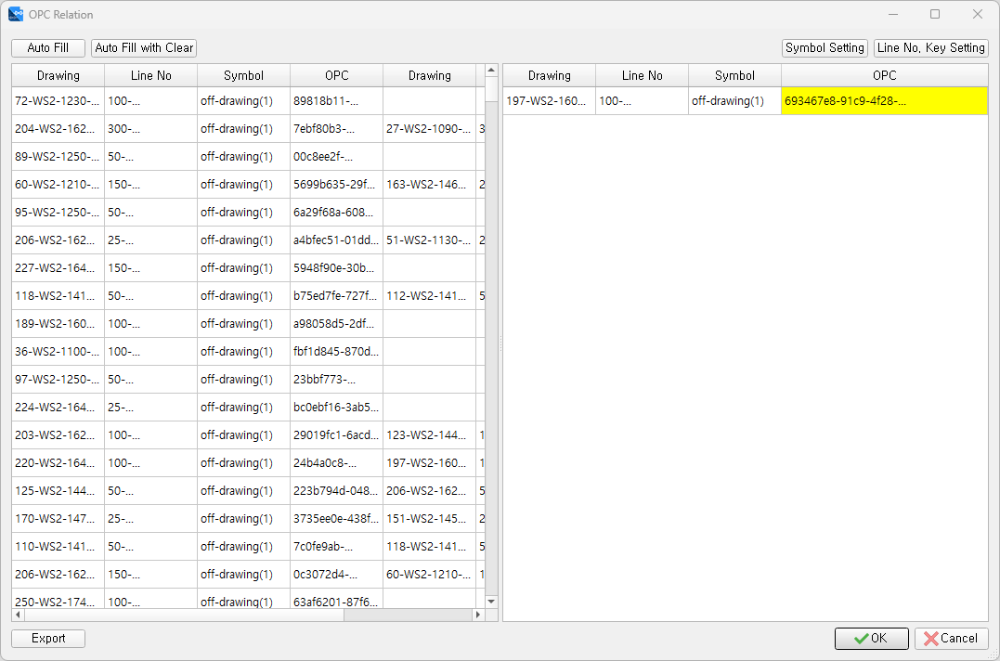 OPC Relation
Auto Fill Auto Fill with Clear Symbol Setting Line No, Key Setting
Drawing Line No Symbol OPC Drawing Drawing Line No Symbol OPC
72-WS2-1230-... 100-... off-drawing(1) 89818b11-... 197-WS2-160... 100-... off-drawing(1) 693467e8-91c9-4f28-...
204-WS2-162... 300-... off-drawing(1) 7ebf80b3-... 27-WS2-1090-... 3
89-WS2-1250-... 50-... off-drawing(1) 00c8ee2f-...
60-WS2-1210-... 150-... off-drawing(1) 5699b635-29f... 163-WS2-146... 2
95-WS2-1250-... 50-... off-drawing(1) 6a29f68a-608...
206-WS2-162... 25-... off-drawing(1) a4bfec51-01dd... 51-WS2-1130-... 2
227-WS2-164... 150-... off-drawing(1) 5948f90e-30b...
118-WS2-141... 50-... off-drawing(1) b75ed7fe-727f... 112-WS2-141... 5
189-WS2-160... 100-... off-drawing(1) a98058d5-2df...
36-WS2-1100-... 100-... off-drawing(1) fbf1d845-870d...
97-WS2-1250-... 50-... off-drawing(1) 23bbf773-...
224-WS2-164... 25-... off-drawing(1) bc0ebf16-3ab5...
203-WS2-162... 100-... off-drawing(1) 29019fc1-6acd... 123-WS2-144... 1
220-WS2-164... 100-... off-drawing(1) 24b4a0c8-... 197-WS2-160... 1
125-WS2-144... 50-... off-drawing(1) 223b794d-048... 206-WS2-162... 5
170-WS2-147... 25-... off-drawing(1) 3735ee0e-438f... 151-WS2-145... 2
110-WS2-141... 50-... off-drawing(1) 7c0fe9ab-... 118-WS2-141... 5
206-WS2-162... 150-... off-drawing(1) 0c3072d4-... 60-WS2-1210-... 1
250-WS2-174... 100-... off-drawing(1) 63af6201-87f6...
Export OK Cancel